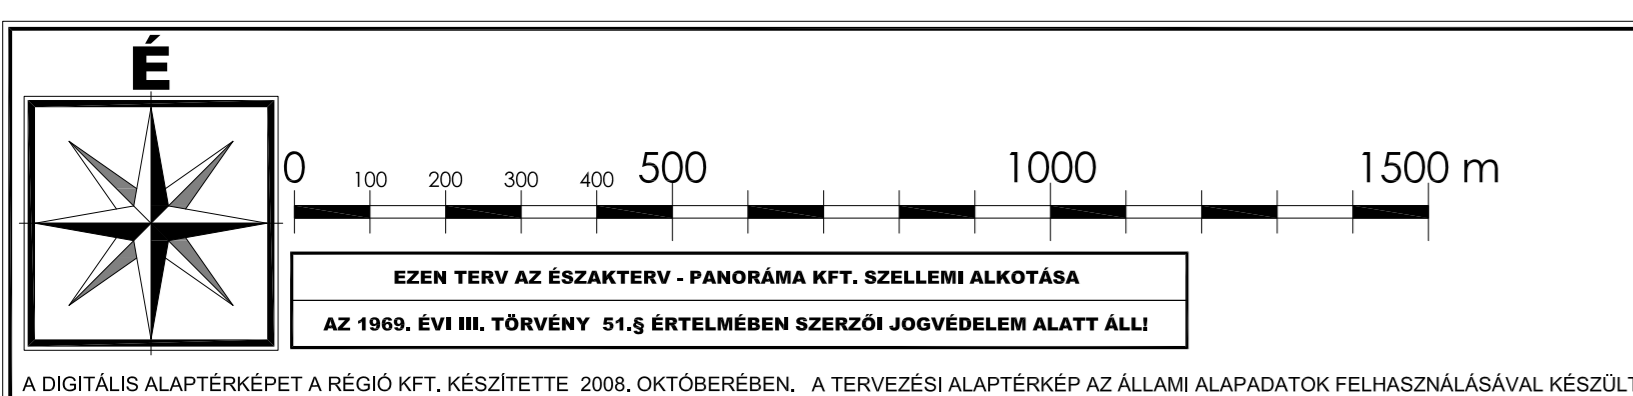 É
0 100 200 300 400 500 1000 1500 m
EZEN TERV AZ ÉSZAKTERV - PANORÁMA KFT. SZELLEMI ALKOTÁSA
AZ 1969. ÉVI III. TÖRVÉNY 51.§ ÉRTELMÉBEN SZERZŐI JOGVÉDELEM ALATT ÁLL!
A DIGITÁLIS ALAPTÉRKÉPET A RÉGIÓ KFT. KÉSZÍTETTE 2008. OKTÓBERÉBEN. A TERVEZÉSI ALAPTÉRKÉP AZ ÁLLAMI ALAPADATOK FELHASZNÁLÁSÁVAL KÉSZÜLT